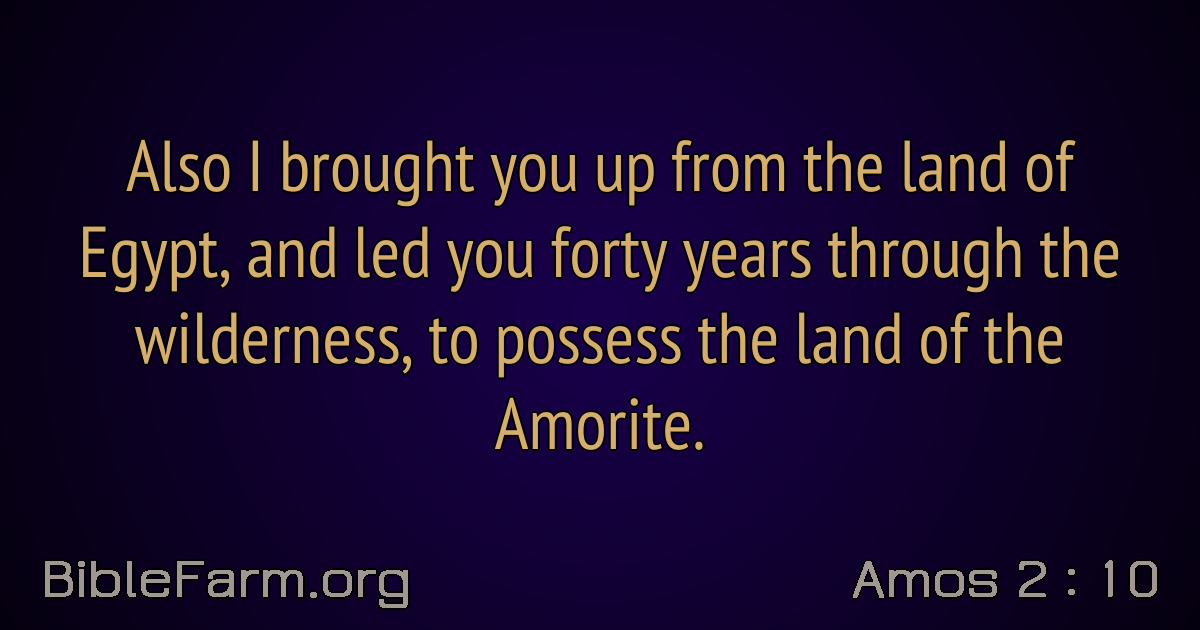 Also I brought you up from the land of
Egypt, and led you forty years through the
wilderness, to possess the land of the
Amorite.
BibleFarm.org
Amos 2 : 10